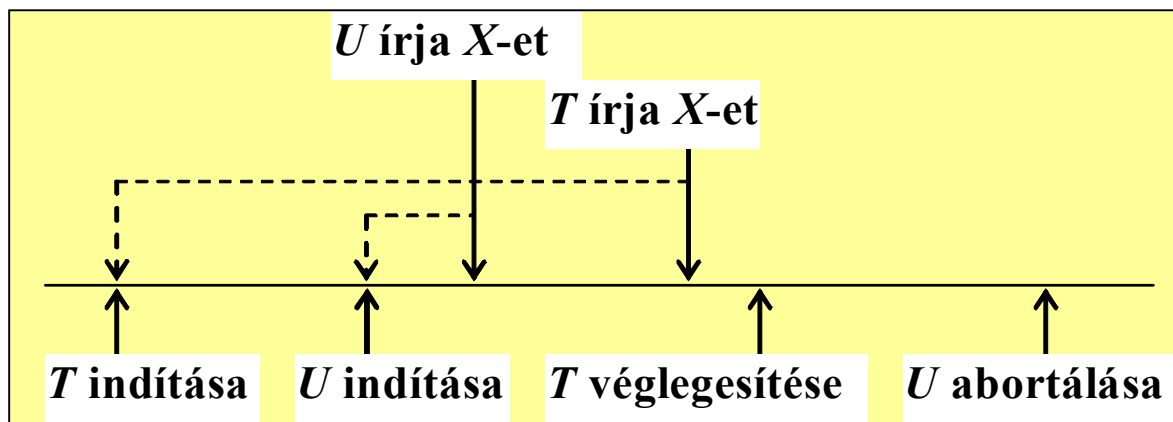 U írja X-et
T írja X-et
T indítása
U indítása
T véglegesítése
U abortálása